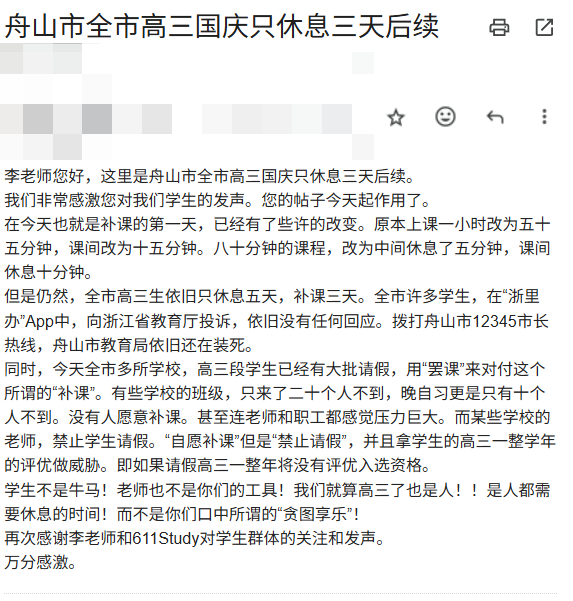 舟山市全市高三国庆只休息三天后续
李老师您好，这里是舟山市全市高三国庆只休息三天后续。
我们非常感激您对我们学生的发声。您的帖子今天起作用了。
在今天也就是补课的第一天，已经有了些许的改变。原本上课一小时改为五十
五分钟，课间改为十五分钟。八十分钟的课程，改为中间休息了五分钟，课间
休息十分钟。
但是仍然，全市高三生依旧只休息五天，补课三天。全市许多学生，在“浙里
办”App中，向浙江省教育厅投诉，依旧没有任何回应。拨打舟山市12345市长
热线，舟山市教育局依旧还在装死。
同时，今天全市多所学校，高三段学生已经有大批请假，用“罢课”来对付这个
所谓的“补课”。有些学校的班级，只来了二十个人不到，晚自习更是只有十个
人不到。没有人愿意补课。甚至连老师和职工都感觉压力巨大。而某些学校的
老师，禁止学生请假。“自愿补课”但是“禁止请假”，并且拿学生的高三一整学年
的评优做威胁。即如果请假高三一整年将没有评优入选资格。
学生不是牛马！老师也不是你们的工具！我们就算高三了也是人！！是人都需
要休息的时间！而不是你们口中所谓的“贪图享乐”！
再次感谢李老师和611Study对学生群体的关注和发声。
万分感激。